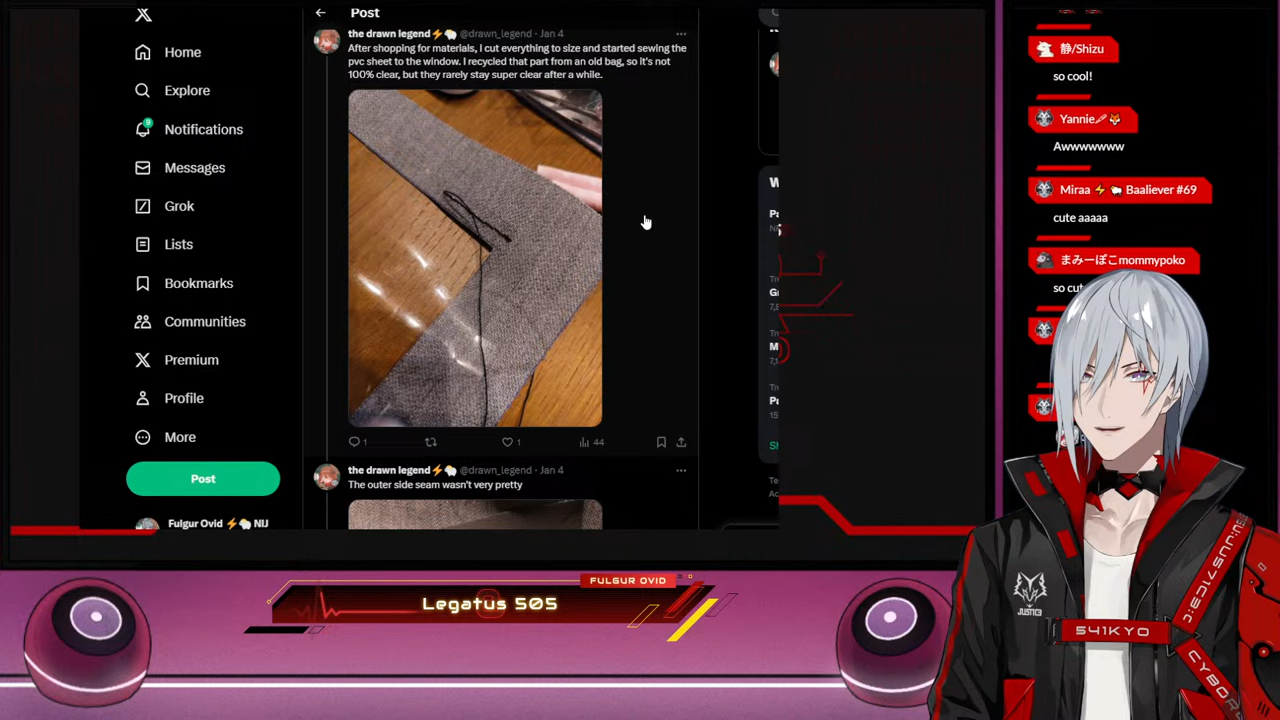 Post
Home
Explore
9
Notifications
Messages
Grok
Lists
Bookmarks
Communities
Premium
Profile
More
Post
Fulgur Ovid⚡🐑 NIJ
the drawn legend⚡🐑 @drawn_legend · Jan 4
After shopping for materials, I cut everything to size and started sewing the
pvc sheet to the window. I recycled that part from an old bag, so it's not
100% clear, but they rarely stay super clear after a while.
1
1
44
the drawn legend⚡🐑 @drawn_legend · Jan 4
The outer side seam wasn't very pretty
静/Shizu
so cool!
Yannie🥖🦊
Awwwwwww
Miraa⚡🐑 Baaliever #69
cute aaaaa
まみーぽこmommypoko
so cut
JUSTIC3
541KYO
CYBORG
FULGUR OVID
Legatus 505